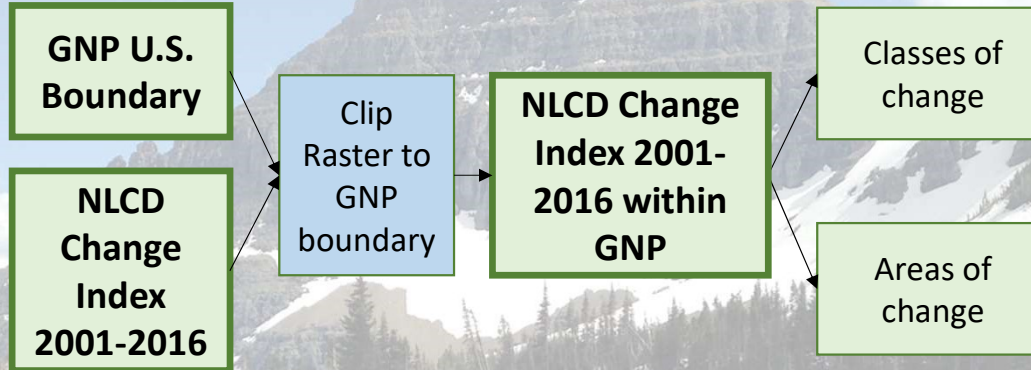 GNP U.S.
Boundary
NLCD
Change
Index
2001-2016
Clip
Raster to
GNP
boundary
NLCD Change
Index 2001-
2016 within
GNP
Classes of
change
Areas of
change